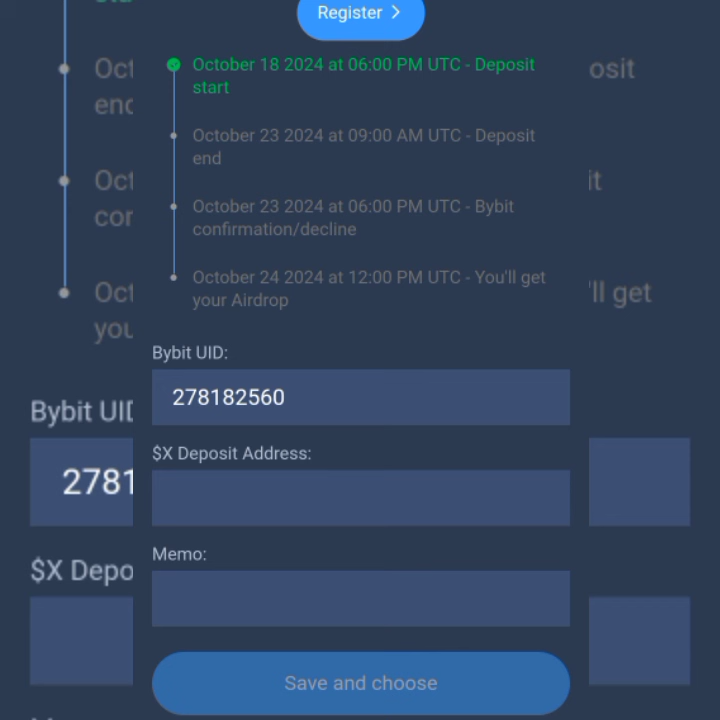 Register
October 18 2024 at 06:00 PM UTC - Deposit
start
October 23 2024 at 09:00 AM UTC - Deposit
end
October 23 2024 at 06:00 PM UTC - Bybit
confirmation/decline
October 24 2024 at 12:00 PM UTC - You'll get
your Airdrop
Bybit UID:
278182560
$X Deposit Address:
Memo:
Save and choose